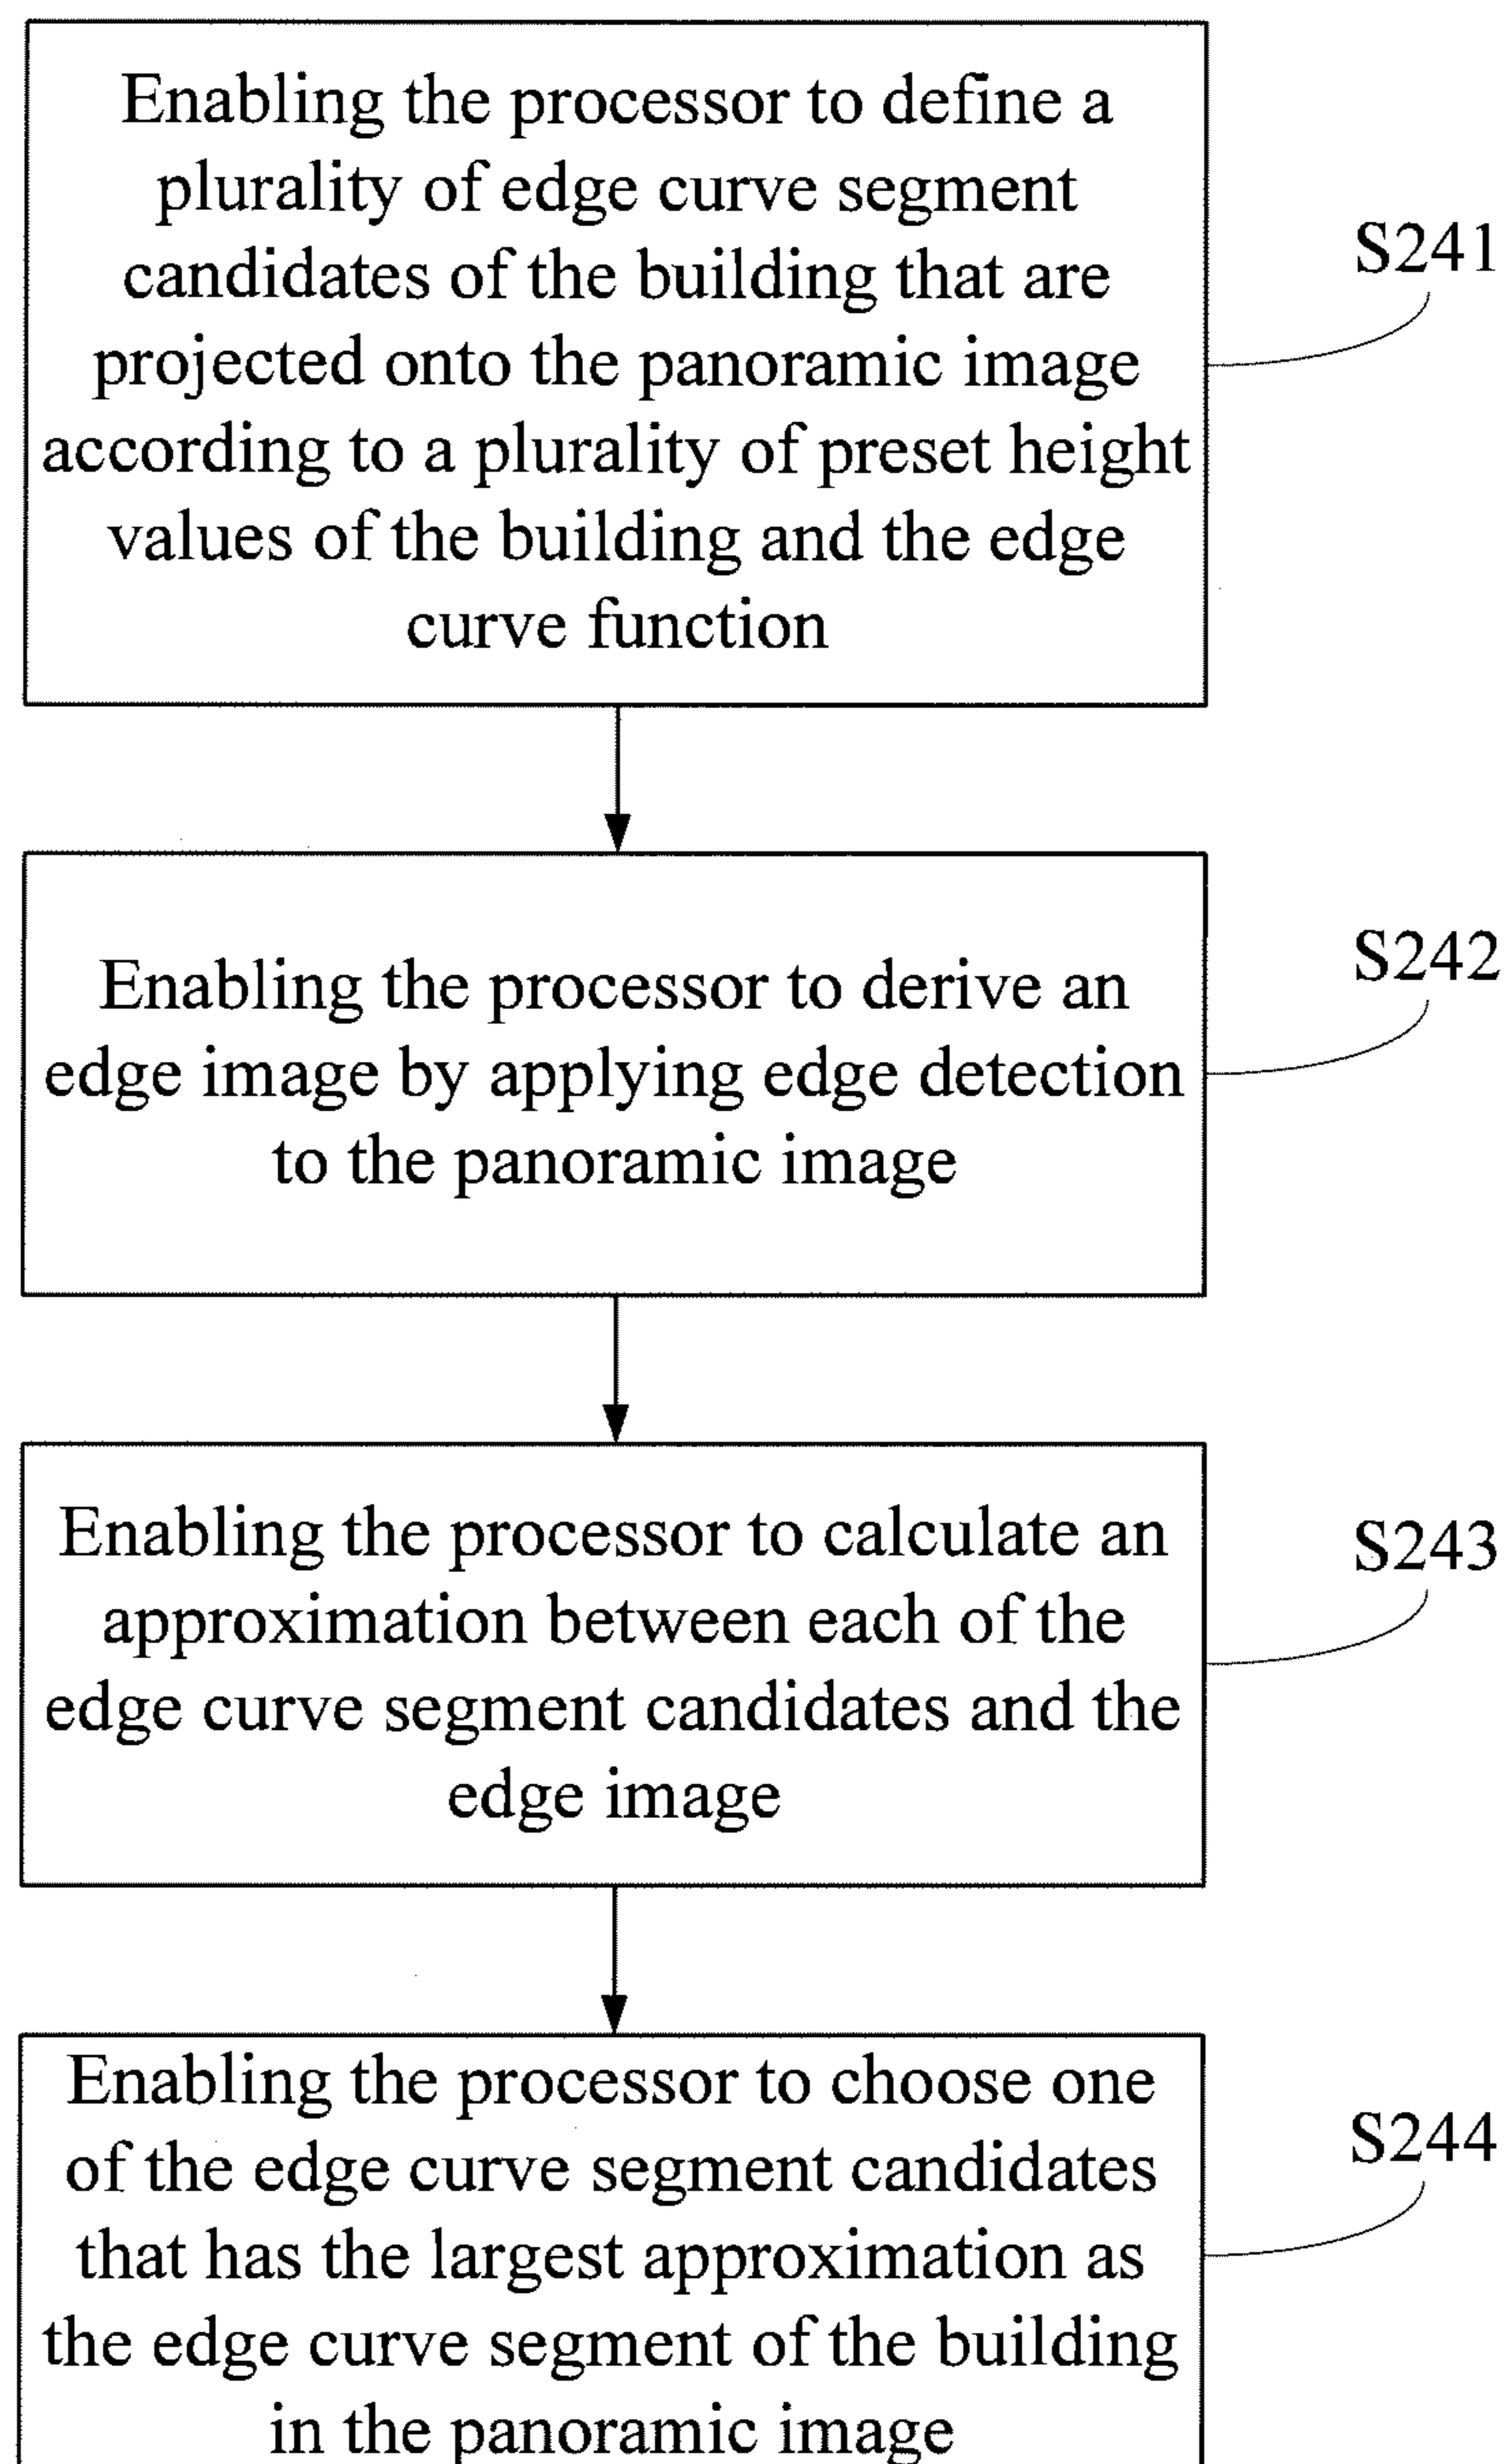 Enabling the processor to define a
plurality of edge curve segment
candidates of the building that are
projected onto the panoramic image
according to a plurality of preset height
values of the building and the edge
curve function
S241
Enabling the processor to derive an
edge image by applying edge detection
to the panoramic image
S242
Enabling the processor to calculate an
approximation between each of the
edge curve segment candidates and the
edge image
S243
Enabling the processor to choose one
of the edge curve segment candidates
that has the largest approximation as
the edge curve segment of the building
in the panoramic image
S244